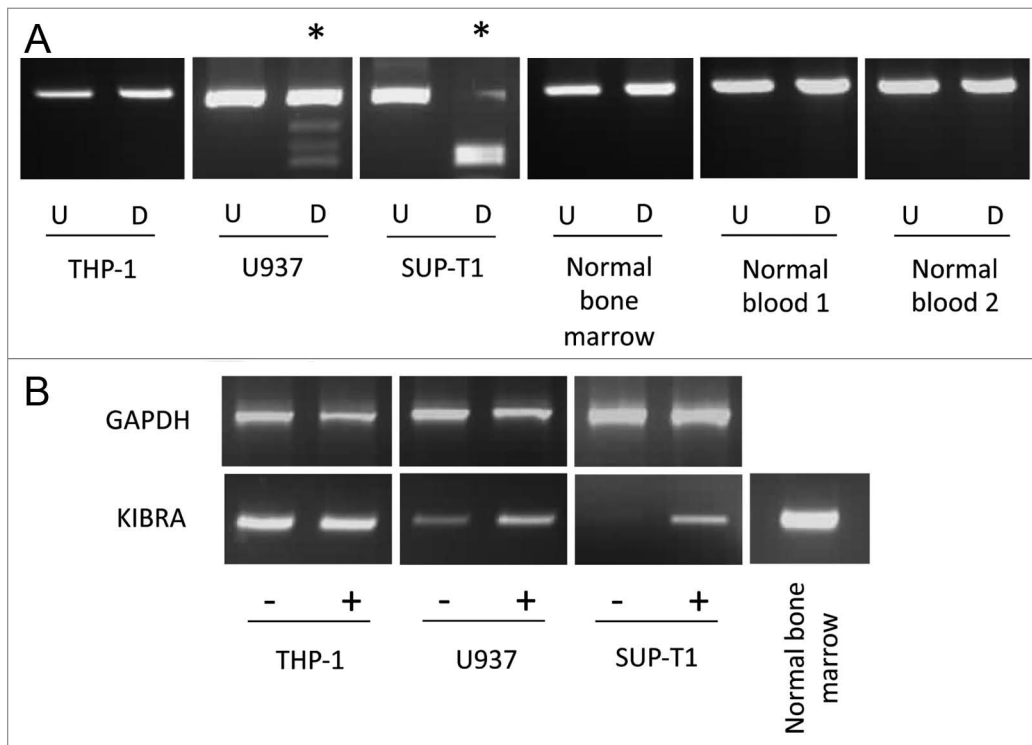 A
* *
U D U D U D U D U D U D
THP-1 U937 SUP-T1 Normal bone marrow Normal blood 1 Normal blood 2
B
GAPDH
KIBRA
- + - + - +
THP-1 U937 SUP-T1
Normal bone
marrow